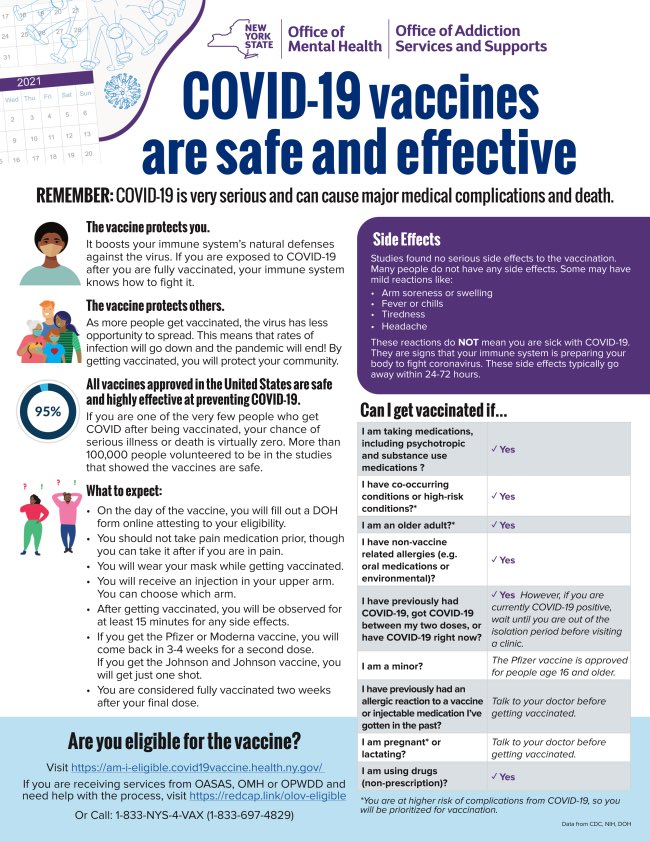 17
24
31
2021
Wed Thu Fri Sat Sun
2 3 4 5 6
9 10 11 12 13
16 17 18 19 20
NEW
YORK
STATE
Office of
Mental Health
Office of Addiction
Services and Supports
COVID-19 vaccines
are safe and effective
REMEMBER: COVID-19 is very serious and can cause major medical complications and death.
The vaccine protects you.
It boosts your immune system's natural defenses
against the virus. If you are exposed to COVID-19
after you are fully vaccinated, your immune system
knows how to fight it.
The vaccine protects others.
As more people get vaccinated, the virus has less
opportunity to spread. This means that rates of
infection will go down and the pandemic will end! By
getting vaccinated, you will protect your community.
95%
All vaccines approved in the United States are safe
and highly effective at preventing COVID-19.
If you are one of the very few people who get
COVID after being vaccinated, your chance of
serious illness or death is virtually zero. More than
100,000 people volunteered to be in the studies
that showed the vaccines are safe.
? ! ? !
What to expect:
• On the day of the vaccine, you will fill out a DOH
form online attesting to your eligibility.
• You should not take pain medication prior, though
you can take it after if you are in pain.
• You will wear your mask while getting vaccinated.
• You will receive an injection in your upper arm.
You can choose which arm.
• After getting vaccinated, you will be observed for
at least 15 minutes for any side effects.
• If you get the Pfizer or Moderna vaccine, you will
come back in 3-4 weeks for a second dose.
If you get the Johnson and Johnson vaccine, you
will get just one shot.
• You are considered fully vaccinated two weeks
after your final dose.
Are you eligible for the vaccine?
Visit https://am-i-eligible.covid19vaccine.health.ny.gov/
If you are receiving services from OASAS, OMH or OPWDD and
need help with the process, visit https://redcap.link/olov-eligible
Or Call: 1-833-NYS-4-VAX (1-833-697-4829)
Side Effects
Studies found no serious side effects to the vaccination.
Many people do not have any side effects. Some may have
mild reactions like:
• Arm soreness or swelling
• Fever or chills
• Tiredness
• Headache
These reactions do NOT mean you are sick with COVID-19.
They are signs that your immune system is preparing your
body to fight coronavirus. These side effects typically go
away within 24-72 hours.
Can I get vaccinated if...
I am taking medications,
including psychotropic
and substance use
medications ?
✓ Yes
I have co-occurring
conditions or high-risk
conditions?*
✓ Yes
I am an older adult?*
✓ Yes
I have non-vaccine
related allergies (e.g.
oral medications or
environmental)?
✓ Yes
I have previously had
COVID-19, got COVID-19
between my two doses, or
have COVID-19 right now?
✓ Yes However, if you are
currently COVID-19 positive,
wait until you are out of the
isolation period before visiting
a clinic.
I am a minor?
The Pfizer vaccine is approved
for people age 16 and older.
I have previously had an
allergic reaction to a vaccine
or injectable medication I've
gotten in the past?
Talk to your doctor before
getting vaccinated.
I am pregnant* or
lactating?
Talk to your doctor before
getting vaccinated.
I am using drugs
(non-prescription)?
✓ Yes
*You are at higher risk of complications from COVID-19, so you
will be prioritized for vaccination.
Data from CDC, NIH, DOH